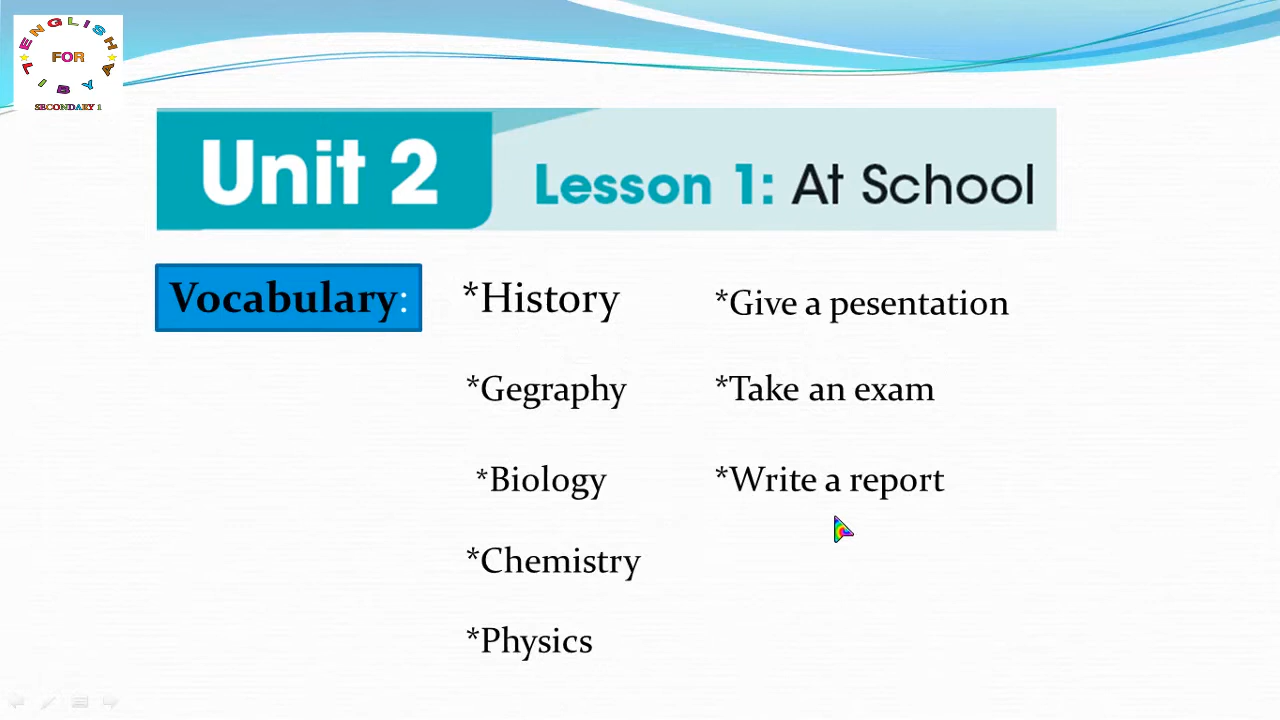 ENGLISH
FOR
LIBYA
SECONDARY 1
Unit 2
Lesson 1: At School
Vocabulary:
*History
*Gegraphy
*Biology
*Chemistry
*Physics
*Give a pesentation
*Take an exam
*Write a report